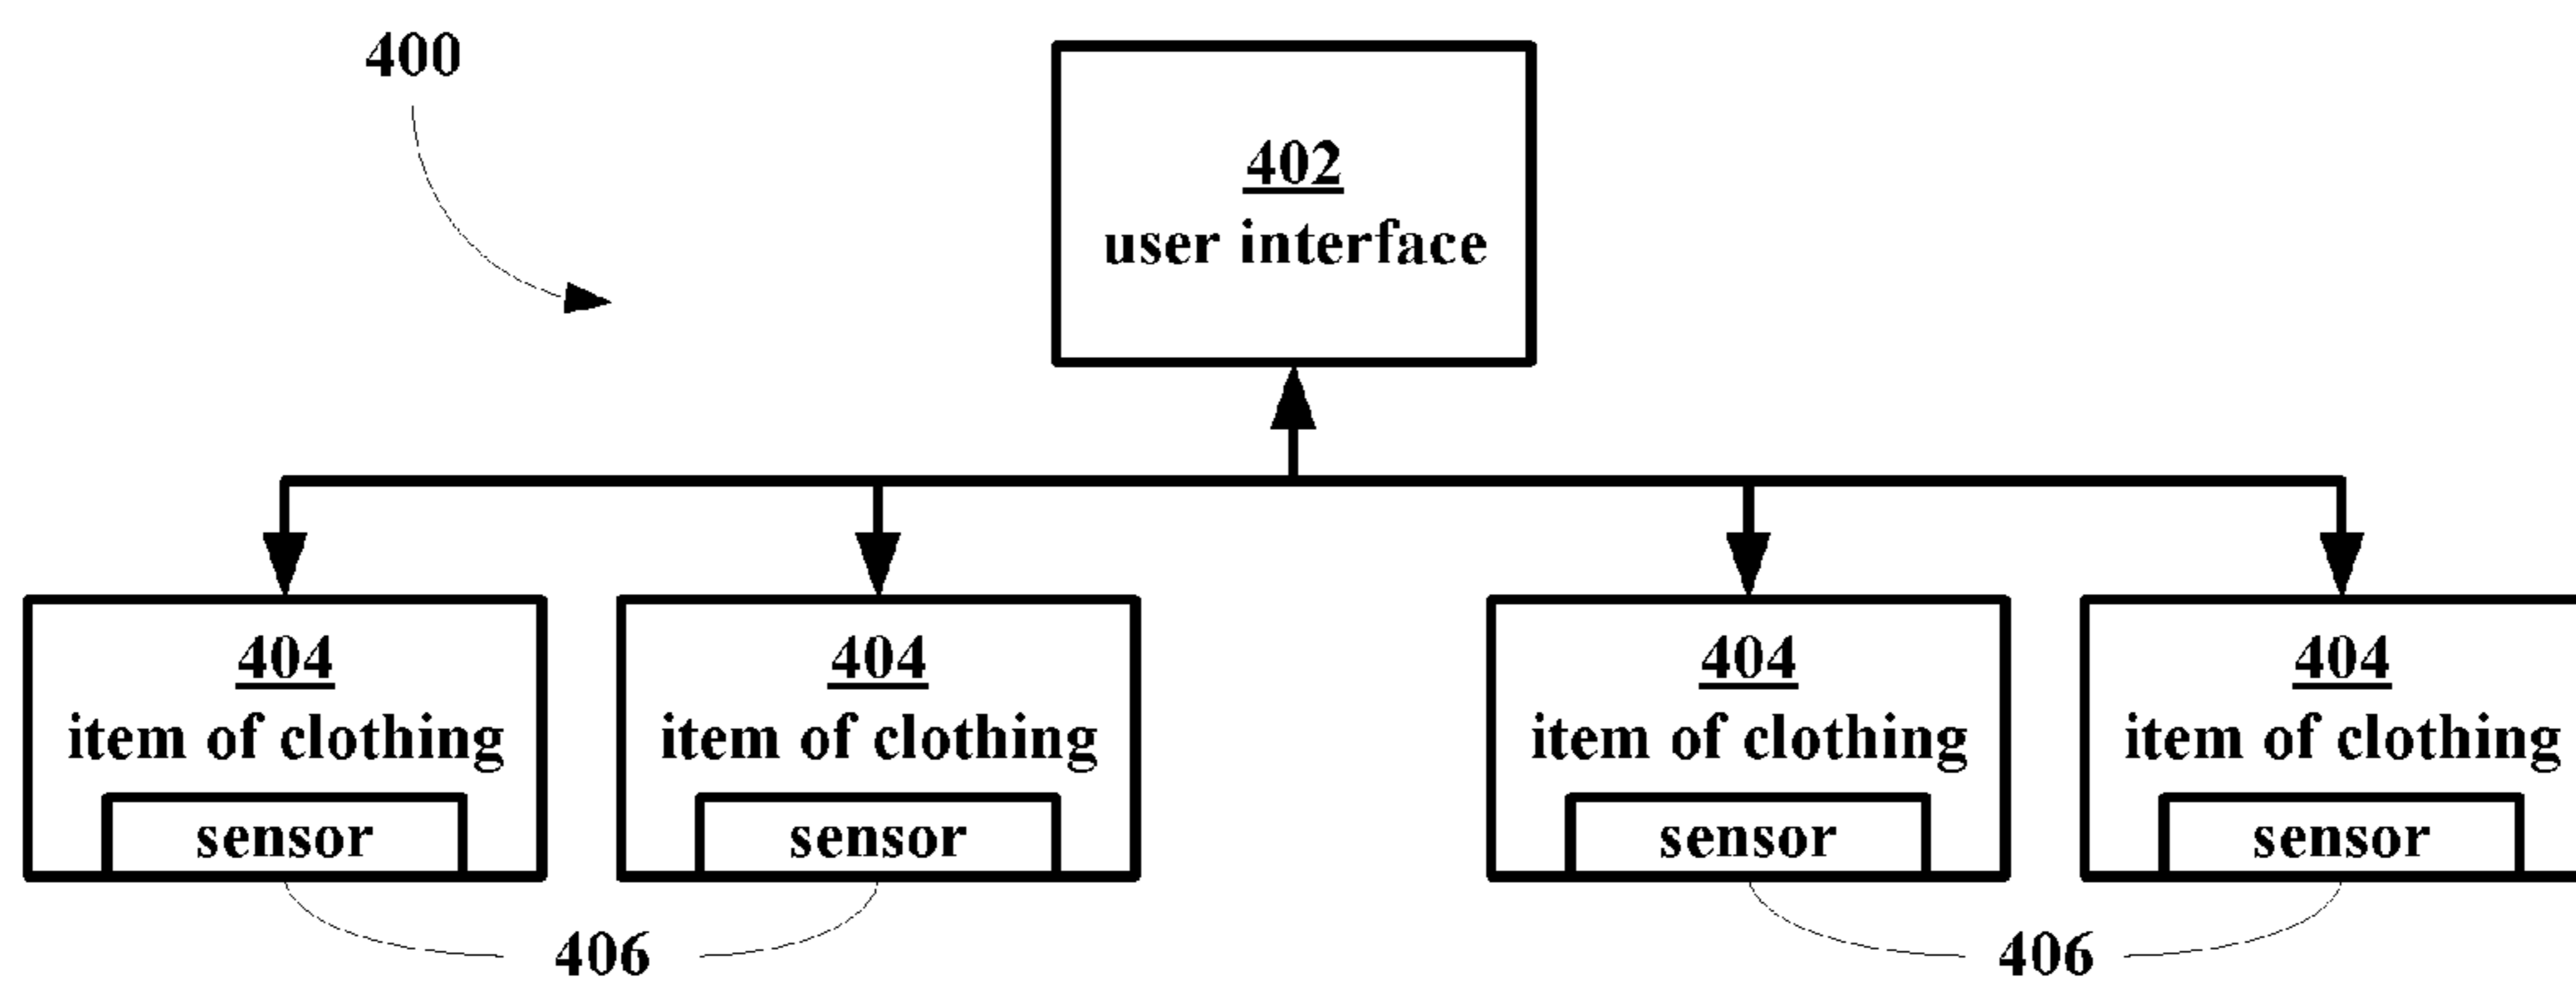 400
402
user interface
404
item of clothing
sensor
404
item of clothing
sensor
404
item of clothing
sensor
404
item of clothing
sensor
406
406